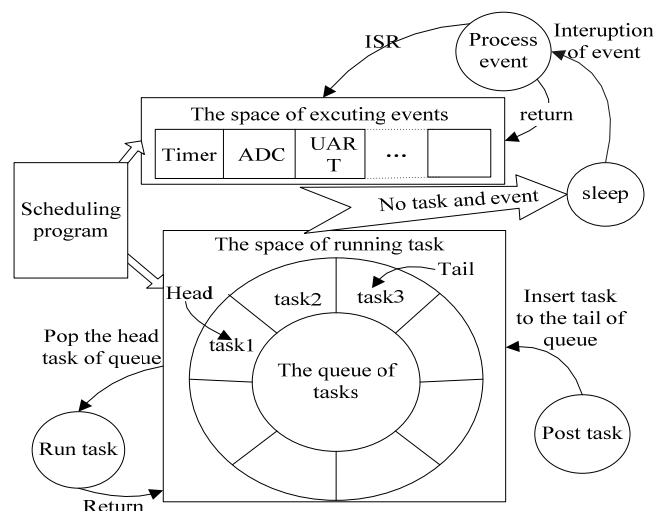 ISR
Process
event
Interuption
of event
The space of excuting events
return
Timer
ADC
UAR
T
...
No task and event
sleep
Scheduling
program
The space of running task
Head
Tail
task1
task2
task3
The queue of
tasks
Insert task
to the tail of
queue
Pop the head
task of queue
Run task
Post task
Return